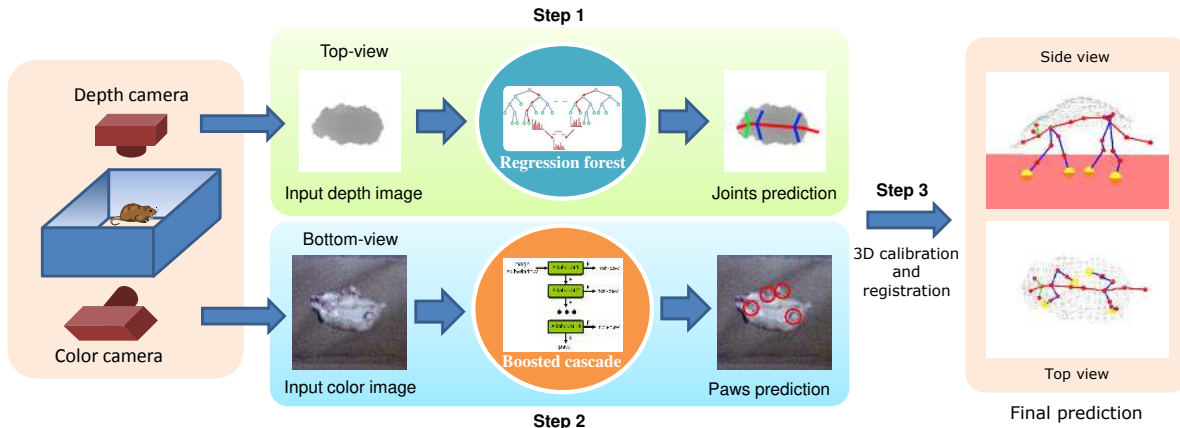 Step 1
Depth camera
Color camera
Top-view
Input depth image
Regression forest
Joints prediction
Bottom-view
Input color image
Boosted cascade
Paws prediction
Step 2
Step 3
3D calibration
and
registration
Side view
Top view
Final prediction